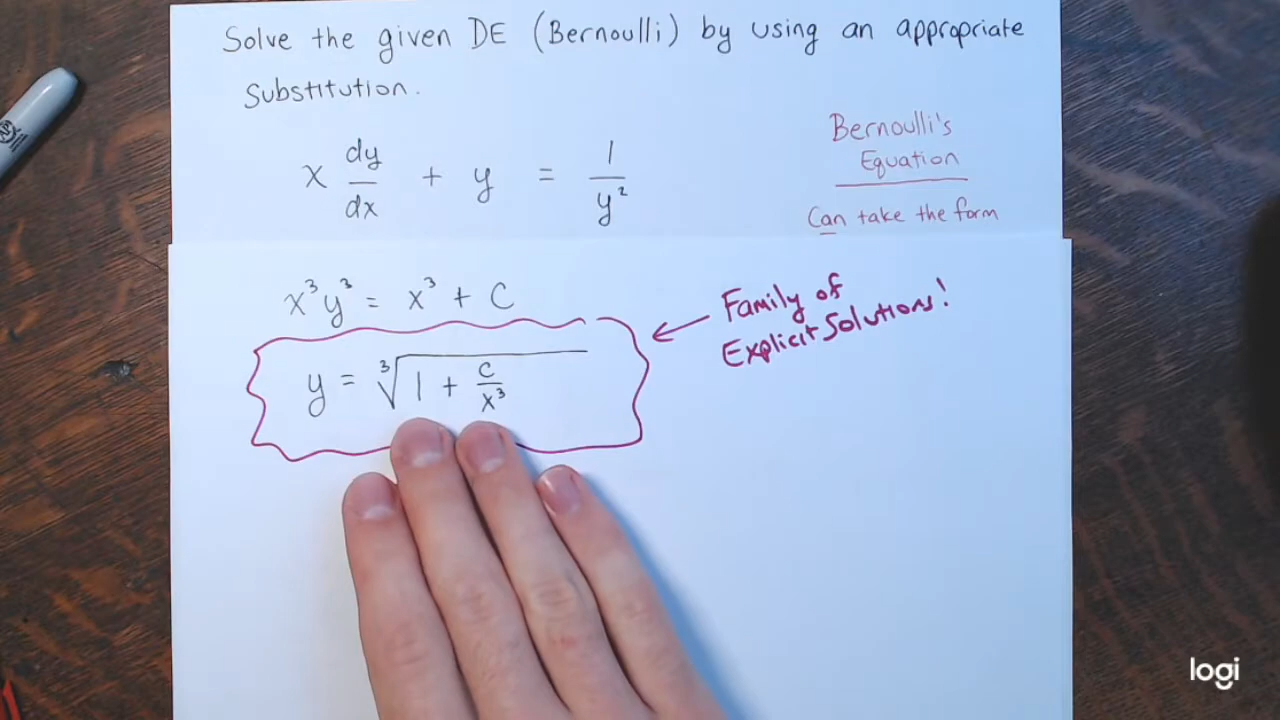 Solve the given DE (Bernoulli) by using an appropriate
Substitution.
x dy/dx + y = 1/y²
Bernoulli's
Equation
Can take the form
x³y³ = x³ + C
y = ∛(1 + C/x³)
Family of
Explicit Solutions!
logi